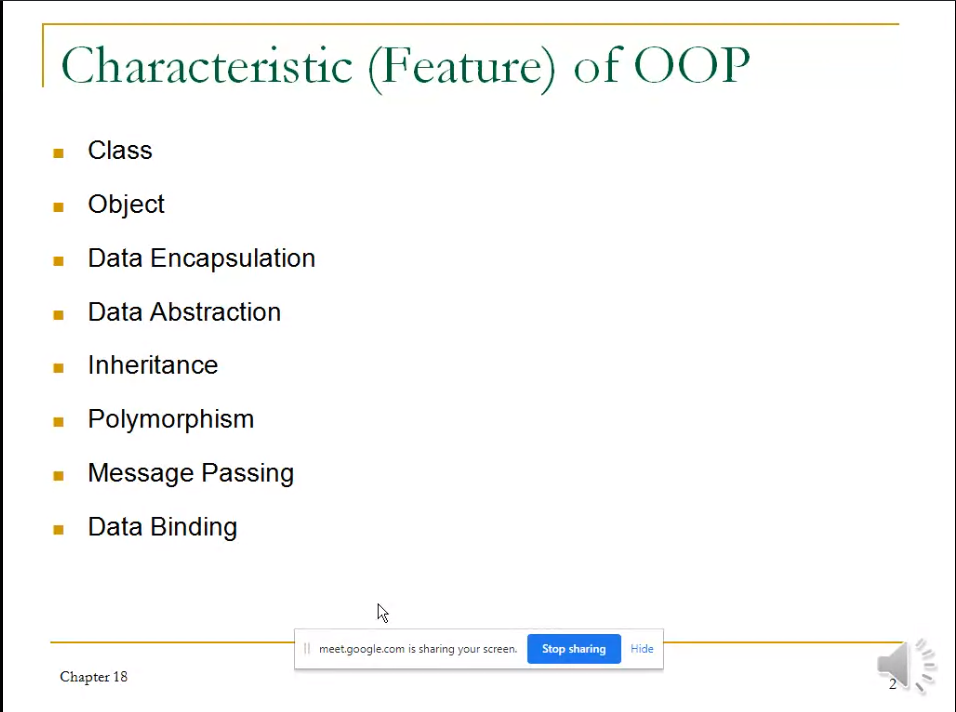 Characteristic (Feature) of OOP
Class
Object
Data Encapsulation
Data Abstraction
Inheritance
Polymorphism
Message Passing
Data Binding
meet.google.com is sharing your screen. Stop sharing Hide
Chapter 18
2